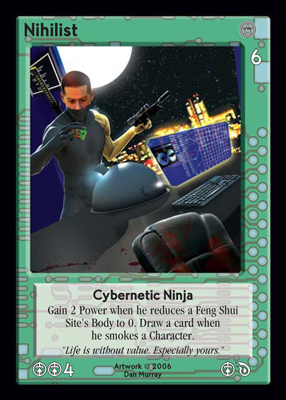 Nihilist
6
Cybernetic Ninja
Gain 2 Power when he reduces a Feng Shui
Site's Body to 0. Draw a card when
he smokes a Character.
"Life is without value. Especially yours."
4
Artwork © 2006
Dan Murray